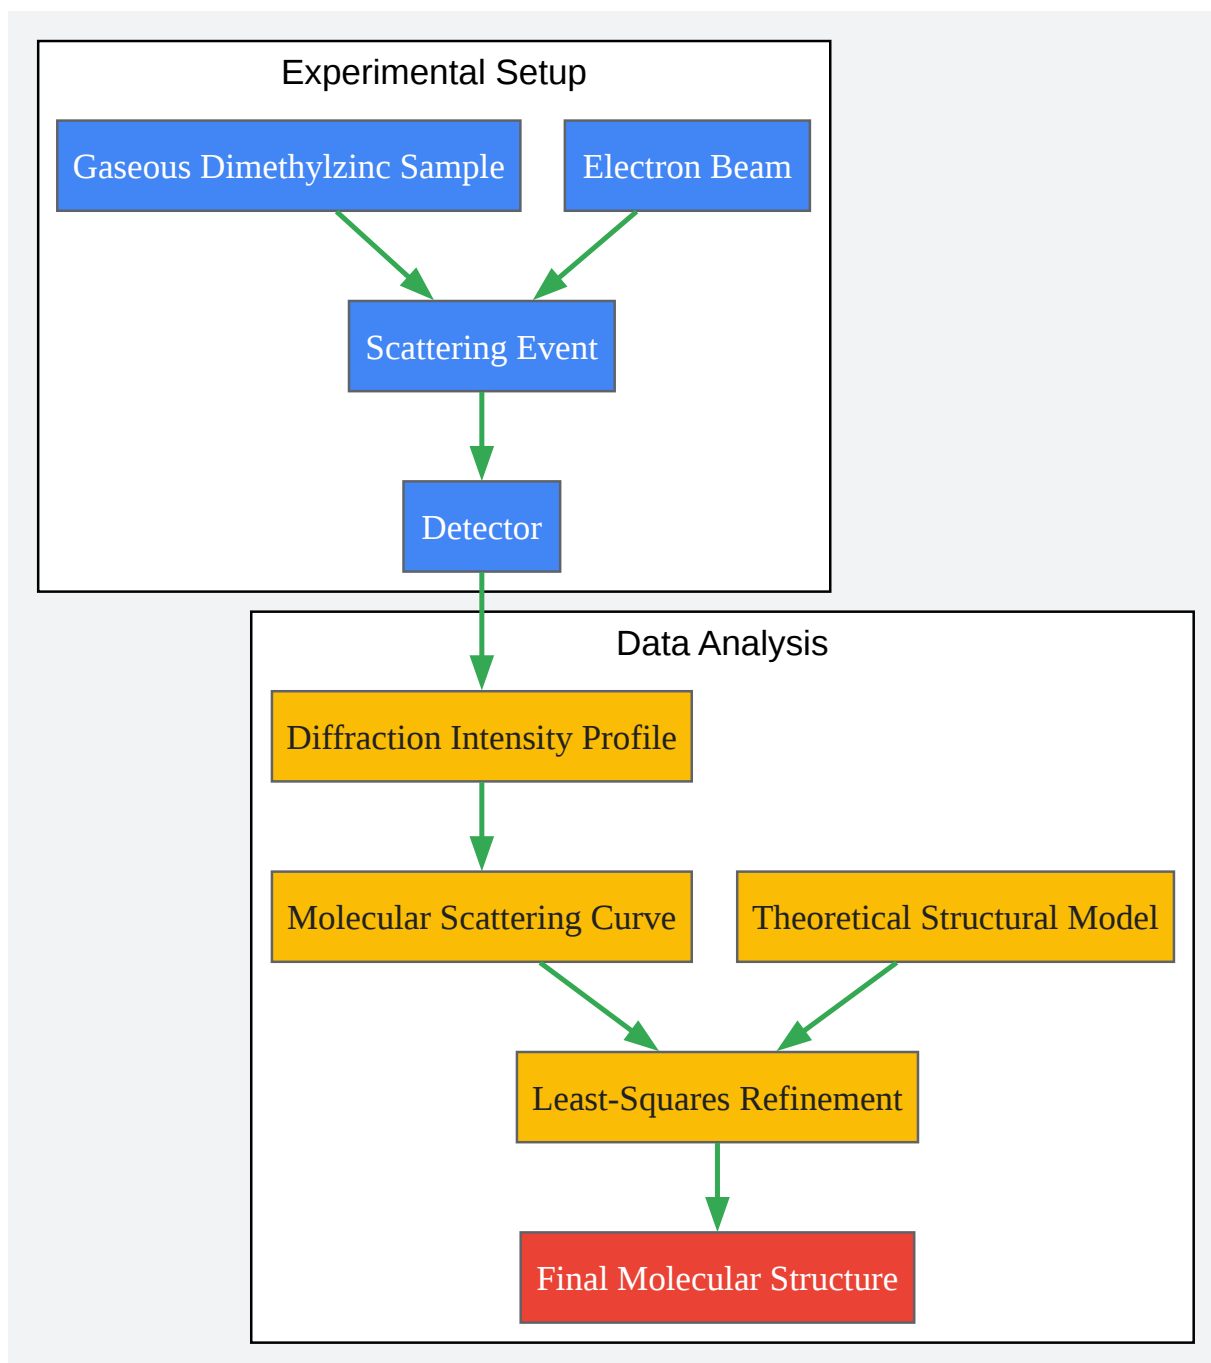 Experimental Setup
Gaseous Dimethylzinc Sample
Electron Beam
Scattering Event
Detector
Data Analysis
Diffraction Intensity Profile
Molecular Scattering Curve
Theoretical Structural Model
Least-Squares Refinement
Final Molecular Structure